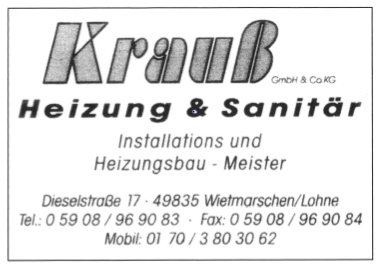 Krauß
GmbH & Co.KG
Heizung & Sanitär
Installations und
Heizungsbau - Meister
Dieselstraße 17 · 49835 Wietmarschen/Lohne
Tel.: 0 59 08 / 96 90 83 · Fax: 0 59 08 / 96 90 84
Mobil: 01 70 / 3 80 30 62